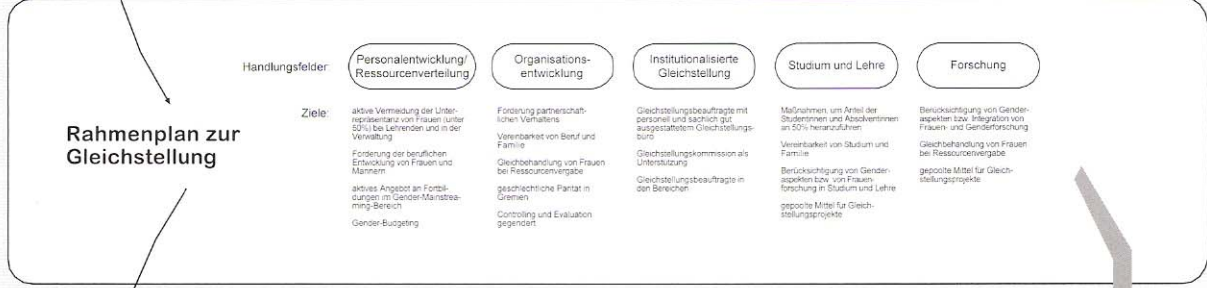 Rahmenplan zur
Gleichstellung
Handlungsfelder:
Personalentwicklung/
Ressourcenverteilung
Organisations-
entwicklung
Institutionalisierte
Gleichstellung
Studium und Lehre
Forschung
Ziele:
aktive Vermeidung der Unter-
repräsentanz von Frauen (unter
50%) bei Lehrenden und in der
Verwaltung
Förderung der beruflichen
Entwicklung von Frauen und
Männern
aktives Angebot an Fortbil-
dungen im Gender-Mainstrea-
ming-Bereich
Gender-Budgeting
Förderung partnerschaft-
lichen Verhaltens
Vereinbarkeit von Beruf und
Familie
Gleichbehandlung von Frauen
bei Ressourcenvergabe
geschlechtliche Parität in
Gremien
Controlling und Evaluation
gegendert
Gleichstellungsbeauftragte mit
personell und sachlich gut
ausgestattetem Gleichstellungs-
büro
Gleichstellungskommission als
Unterstützung
Gleichstellungsbeauftragte in
den Bereichen
Maßnahmen, um Anteil der
Studentinnen und Absolventinnen
an 50% heranzuführen
Vereinbarkeit von Studium und
Familie
Berücksichtigung von Gender-
aspekten bzw. von Frauen-
forschung in Studium und Lehre
gepoolte Mittel für Gleich-
stellungsprojekte
Berücksichtigung von Gender-
aspekten bzw. Integration von
Frauen- und Genderforschung
Gleichbehandlung von Frauen
bei Ressourcenvergabe
gepoolte Mittel für Gleich-
stellungsprojekte